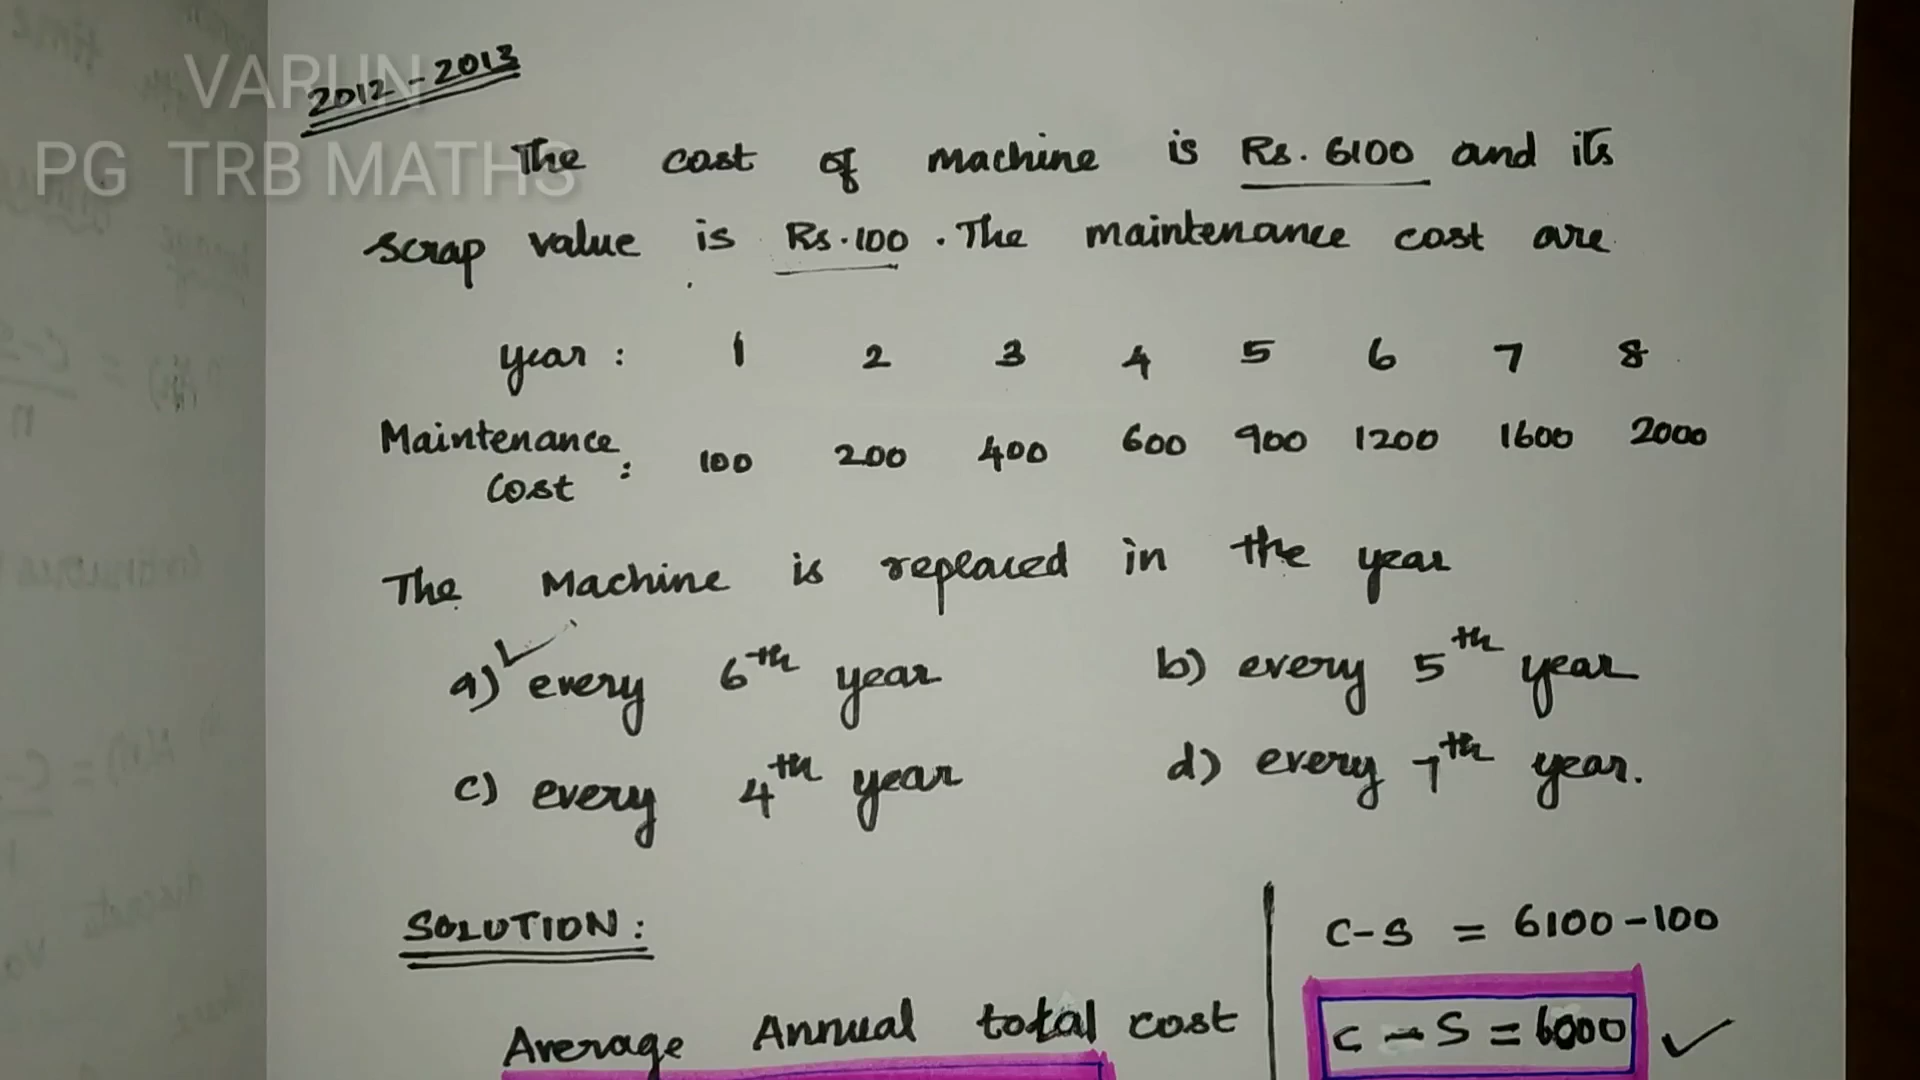 VARUN
PG TRB MATHS
2012-2013
The cost of machine is Rs. 6100 and its
scrap value is Rs.100. The maintenance cost are
year : 1 2 3 4 5 6 7 8
Maintenance
cost : 100 200 400 600 900 1200 1600 2000
The Machine is replaced in the year
a) every 6th year b) every 5th year
c) every 4th year d) every 7th year.
SOLUTION:
C-S = 6100-100
Average Annual total cost
C-S = 6000